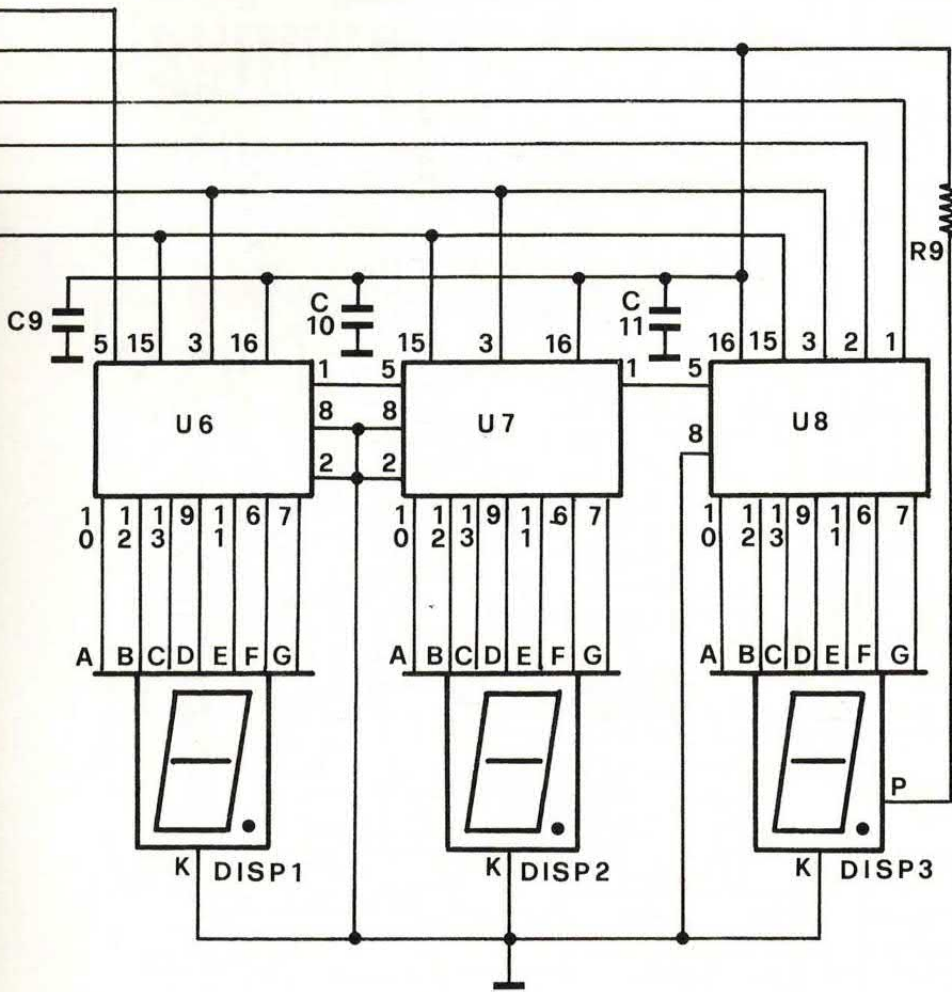 R9
C9
C
10
C
11
5 15 3 16
15 3 16
16 15 3 2 1
1 5
1 5
8 8
8
2 2
U6
U7
U8
10 12 13 9 11 6 7
10 12 13 9 11 6 7
10 12 13 9 11 6 7
A B C D E F G
A B C D E F G
A B C D E F G
P
K DISP1
K DISP2
K DISP3